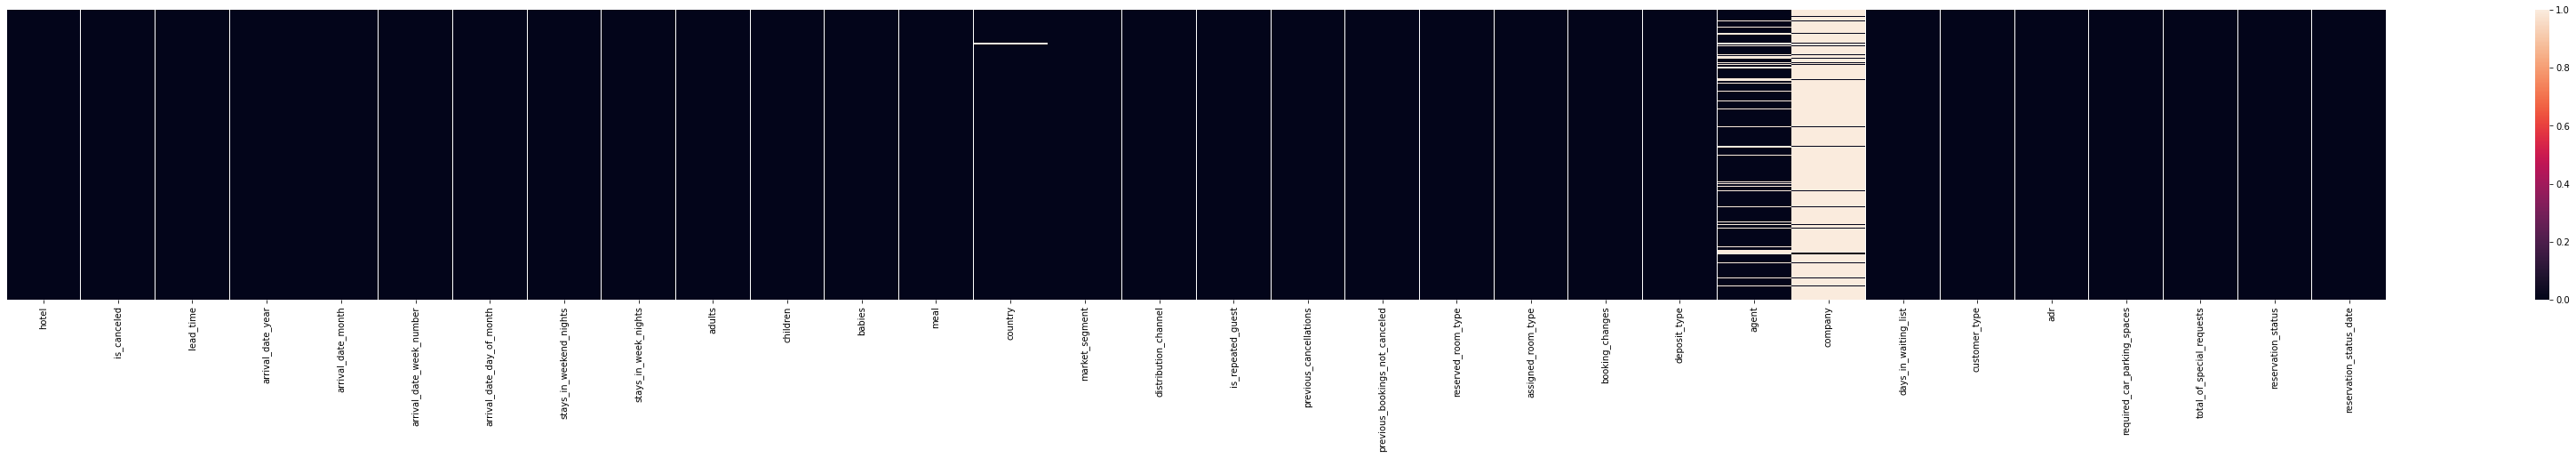 hotel
is_canceled
lead_time
arrival_date_year
arrival_date_month
arrival_date_week_number
arrival_date_day_of_month
stays_in_weekend_nights
stays_in_week_nights
adults
children
babies
meal
country
market_segment
distribution_channel
is_repeated_guest
previous_cancellations
previous_bookings_not_canceled
reserved_room_type
assigned_room_type
booking_changes
deposit_type
agent
company
days_in_waiting_list
customer_type
adr
required_car_parking_spaces
total_of_special_requests
reservation_status
reservation_status_date
1.0
0.8
0.6
0.4
0.2
0.0